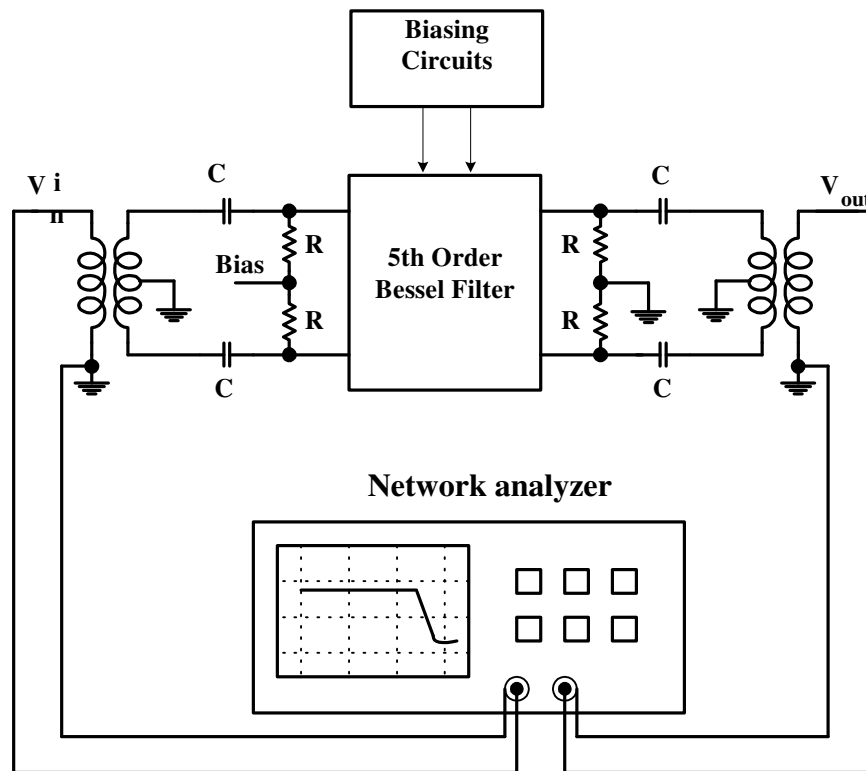 Biasing
Circuits
C
C
V in
V out
R
R
Bias
5th Order
Bessel Filter
R
R
C
C
Network analyzer